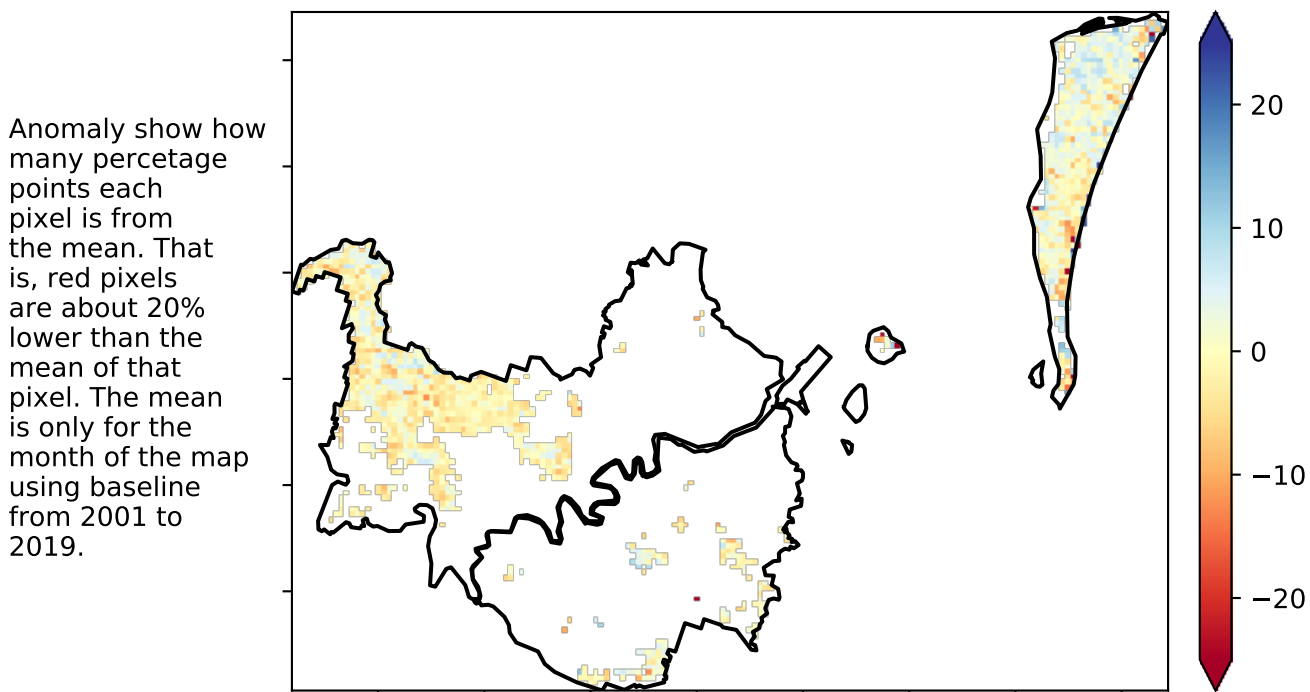 Anomaly show how
many percetage
points each
pixel is from
the mean. That
is, red pixels
are about 20%
lower than the
mean of that
pixel. The mean
is only for the
month of the map
using baseline
from 2001 to
2019.
20
10
0
−10
−20